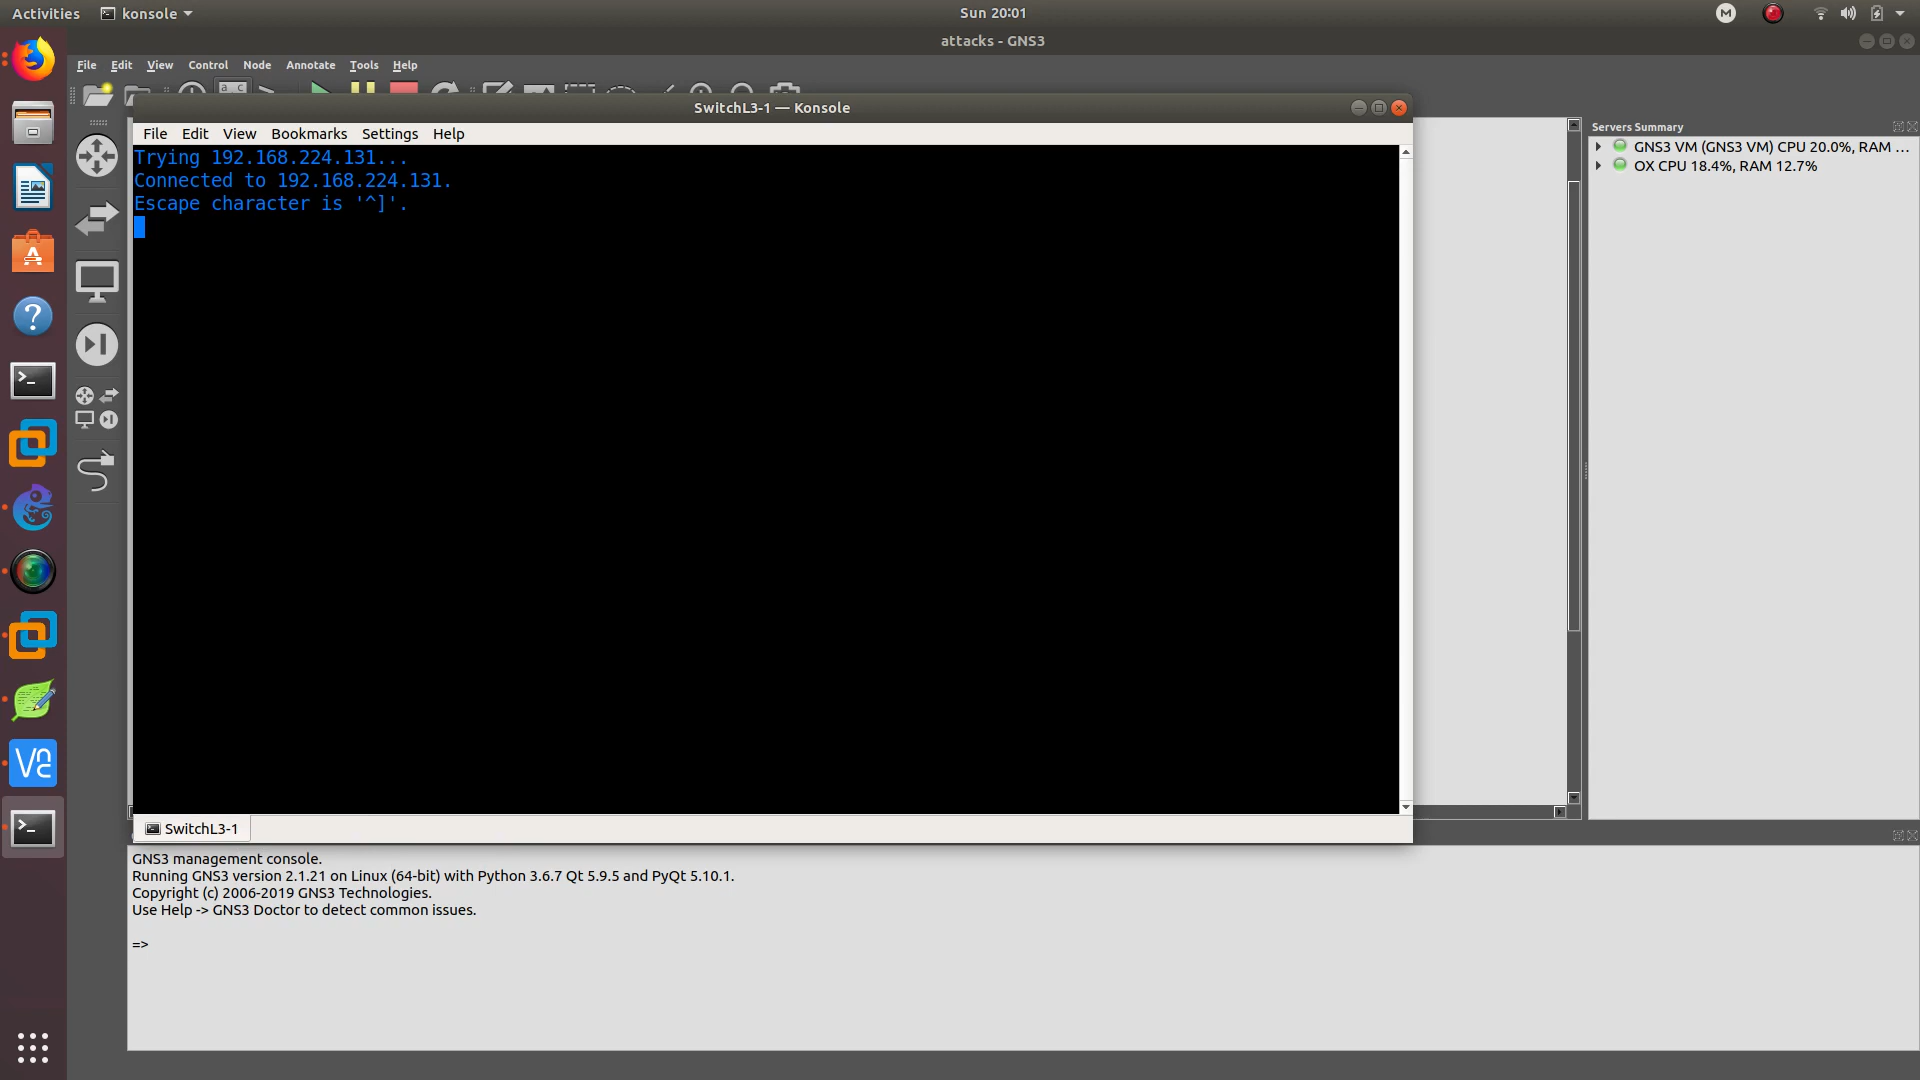 Activities
konsole
Sun 20:01
M
attacks - GNS3
File Edit View Control Node Annotate Tools Help
SwitchL3-1 — Konsole
File Edit View Bookmarks Settings Help
Trying 192.168.224.131...
Connected to 192.168.224.131.
Escape character is '^]'.
SwitchL3-1
Servers Summary
GNS3 VM (GNS3 VM) CPU 20.0%, RAM ...
OX CPU 18.4%, RAM 12.7%
GNS3 management console.
Running GNS3 version 2.1.21 on Linux (64-bit) with Python 3.6.7 Qt 5.9.5 and PyQt 5.10.1.
Copyright (c) 2006-2019 GNS3 Technologies.
Use Help -> GNS3 Doctor to detect common issues.
=>